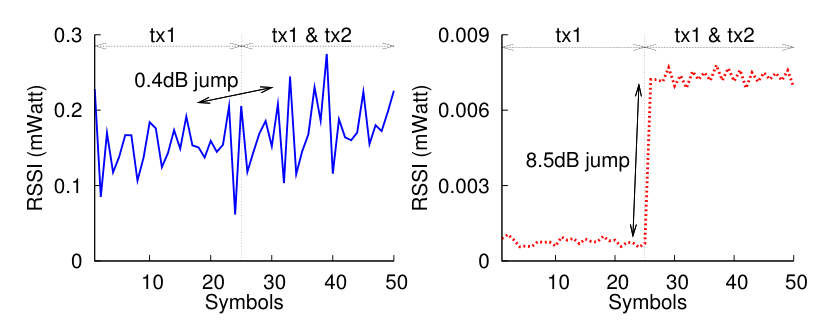 tx1
tx1 & tx2
0.4dB jump
RSSI (mWatt)
0.3
0.2
0.1
0
10
20
30
40
50
Symbols
tx1
tx1 & tx2
8.5dB jump
RSSI (mWatt)
0.009
0.006
0.003
0
10
20
30
40
50
Symbols